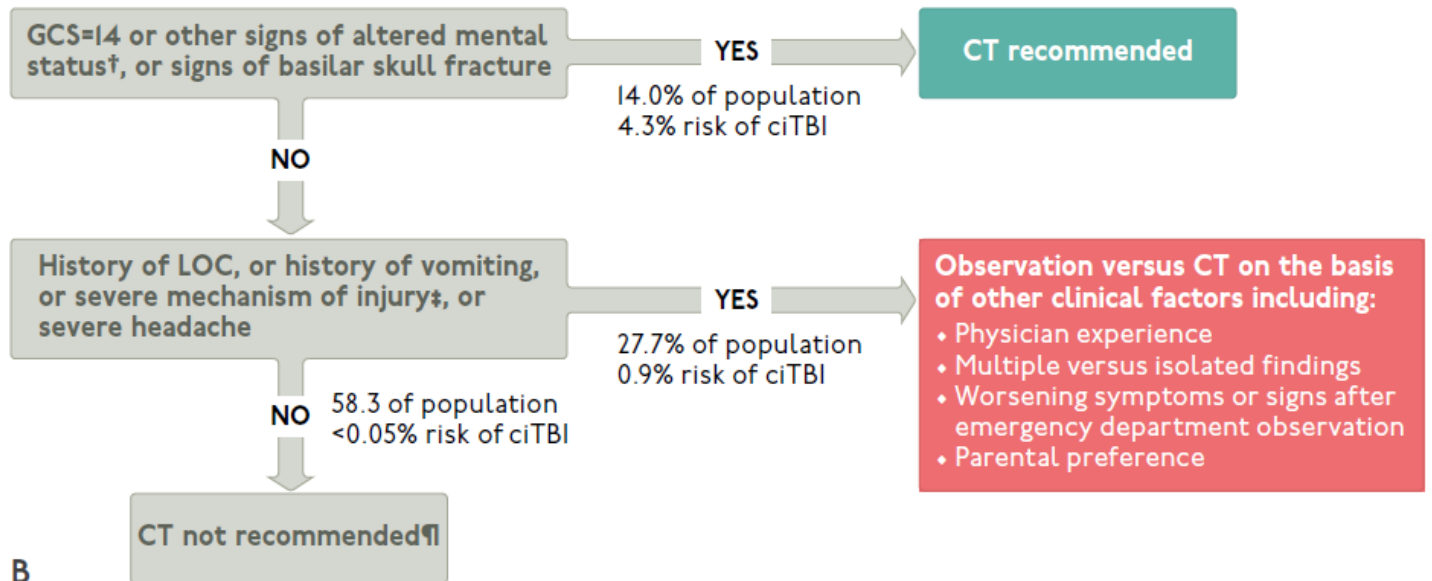 GCS=14 or other signs of altered mental
status†, or signs of basilar skull fracture
YES
14.0% of population
4.3% risk of ciTBI
CT recommended
NO
History of LOC, or history of vomiting,
or severe mechanism of injury‡, or
severe headache
YES
27.7% of population
0.9% risk of ciTBI
Observation versus CT on the basis
of other clinical factors including:
• Physician experience
• Multiple versus isolated findings
• Worsening symptoms or signs after
emergency department observation
• Parental preference
NO
58.3 of population
<0.05% risk of ciTBI
CT not recommended¶
B